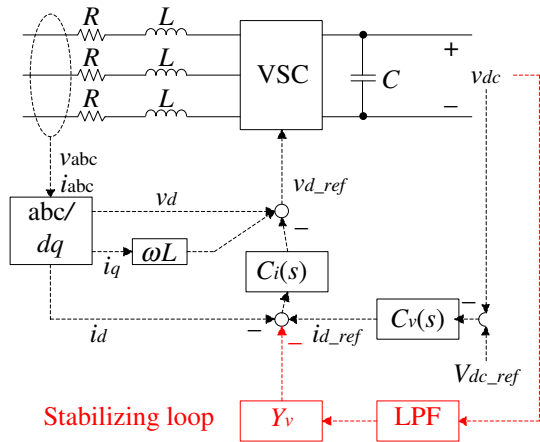 R L
R L
R L
VSC
C
+
vdc
−
vabc
iabc
abc/
dq
vd
vd_ref
−
iq
ωL
Ci(s)
id
−
−
id_ref
Cv(s)
−
Vdc_ref
Stabilizing loop
Yv
LPF